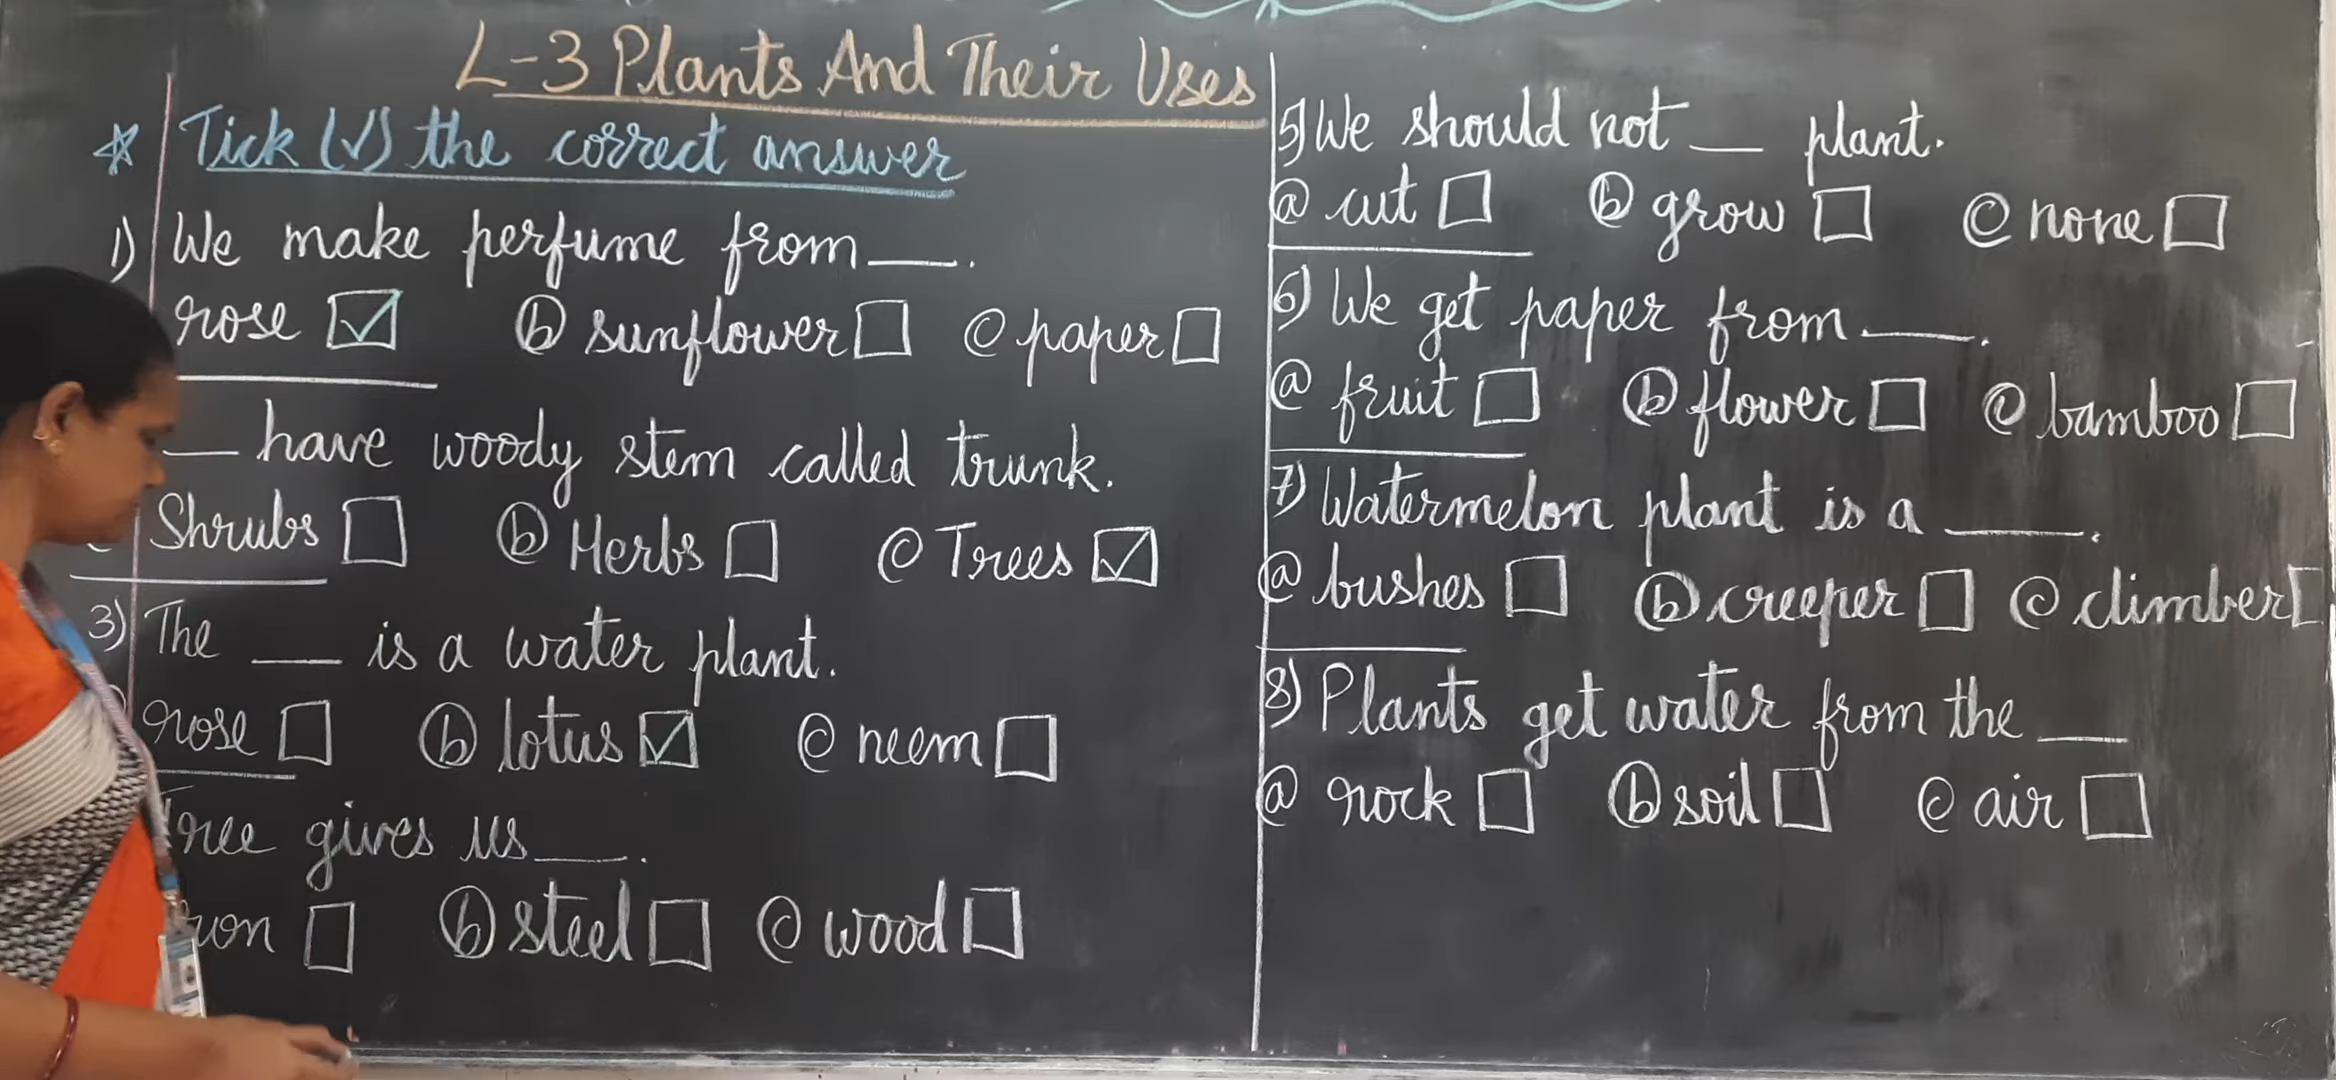 L-3 Plants And Their Uses
* Tick (✓) the correct answer
1) We make perfume from ___.
rose ☑ ⓑ sunflower ☐ ⓒ paper ☐
___ have woody stem called trunk.
Shrubs ☐ ⓑ Herbs ☐ ⓒ Trees ☑
3) The ___ is a water plant.
rose ☐ ⓑ lotus ☑ ⓒ neem ☐
Tree gives us ___.
ⓑ steel ☐ ⓒ wood ☐
5) We should not ___ plant.
ⓐ cut ☐ ⓑ grow ☐ ⓒ none ☐
6) We get paper from ___.
ⓐ fruit ☐ ⓑ flower ☐ ⓒ bamboo ☐
7) Watermelon plant is a ___.
ⓐ bushes ☐ ⓑ creeper ☐ ⓒ climber ☐
8) Plants get water from the ___
ⓐ rock ☐ ⓑ soil ☐ ⓒ air ☐